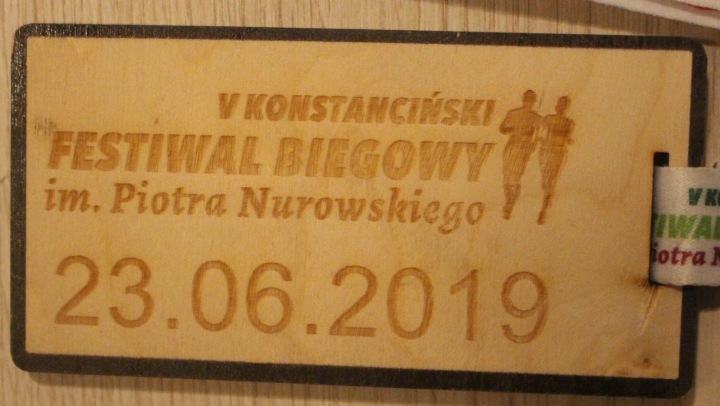 V KONSTANCIŃSKI
FESTIWAL BIEGOWY
im. Piotra Nurowskiego
23.06.2019